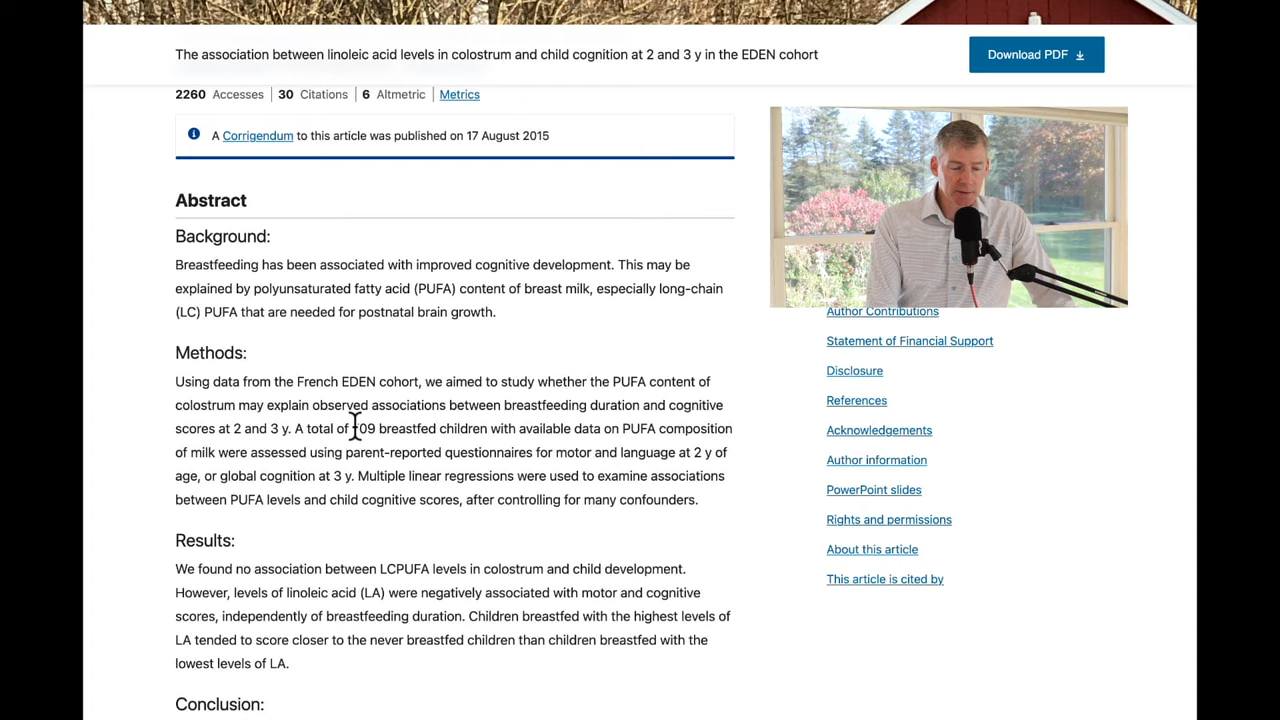 The association between linoleic acid levels in colostrum and child cognition at 2 and 3 y in the EDEN cohort
Download PDF
2260 Accesses | 30 Citations | 6 Altmetric | Metrics
A Corrigendum to this article was published on 17 August 2015
Abstract
Background:
Breastfeeding has been associated with improved cognitive development. This may be
explained by polyunsaturated fatty acid (PUFA) content of breast milk, especially long-chain
(LC) PUFA that are needed for postnatal brain growth.
Methods:
Using data from the French EDEN cohort, we aimed to study whether the PUFA content of
colostrum may explain observed associations between breastfeeding duration and cognitive
scores at 2 and 3 y. A total of breastfed children with available data on PUFA composition
of milk were assessed using parent-reported questionnaires for motor and language at 2 y of
age, or global cognition at 3 y. Multiple linear regressions were used to examine associations
between PUFA levels and child cognitive scores, after controlling for many confounders.
Results:
We found no association between LCPUFA levels in colostrum and child development.
However, levels of linoleic acid (LA) were negatively associated with motor and cognitive
scores, independently of breastfeeding duration. Children breastfed with the highest levels of
LA tended to score closer to the never breastfed children than children breastfed with the
lowest levels of LA.
Conclusion:
Author Contributions
Statement of Financial Support
Disclosure
References
Acknowledgements
Author information
PowerPoint slides
Rights and permissions
About this article
This article is cited by